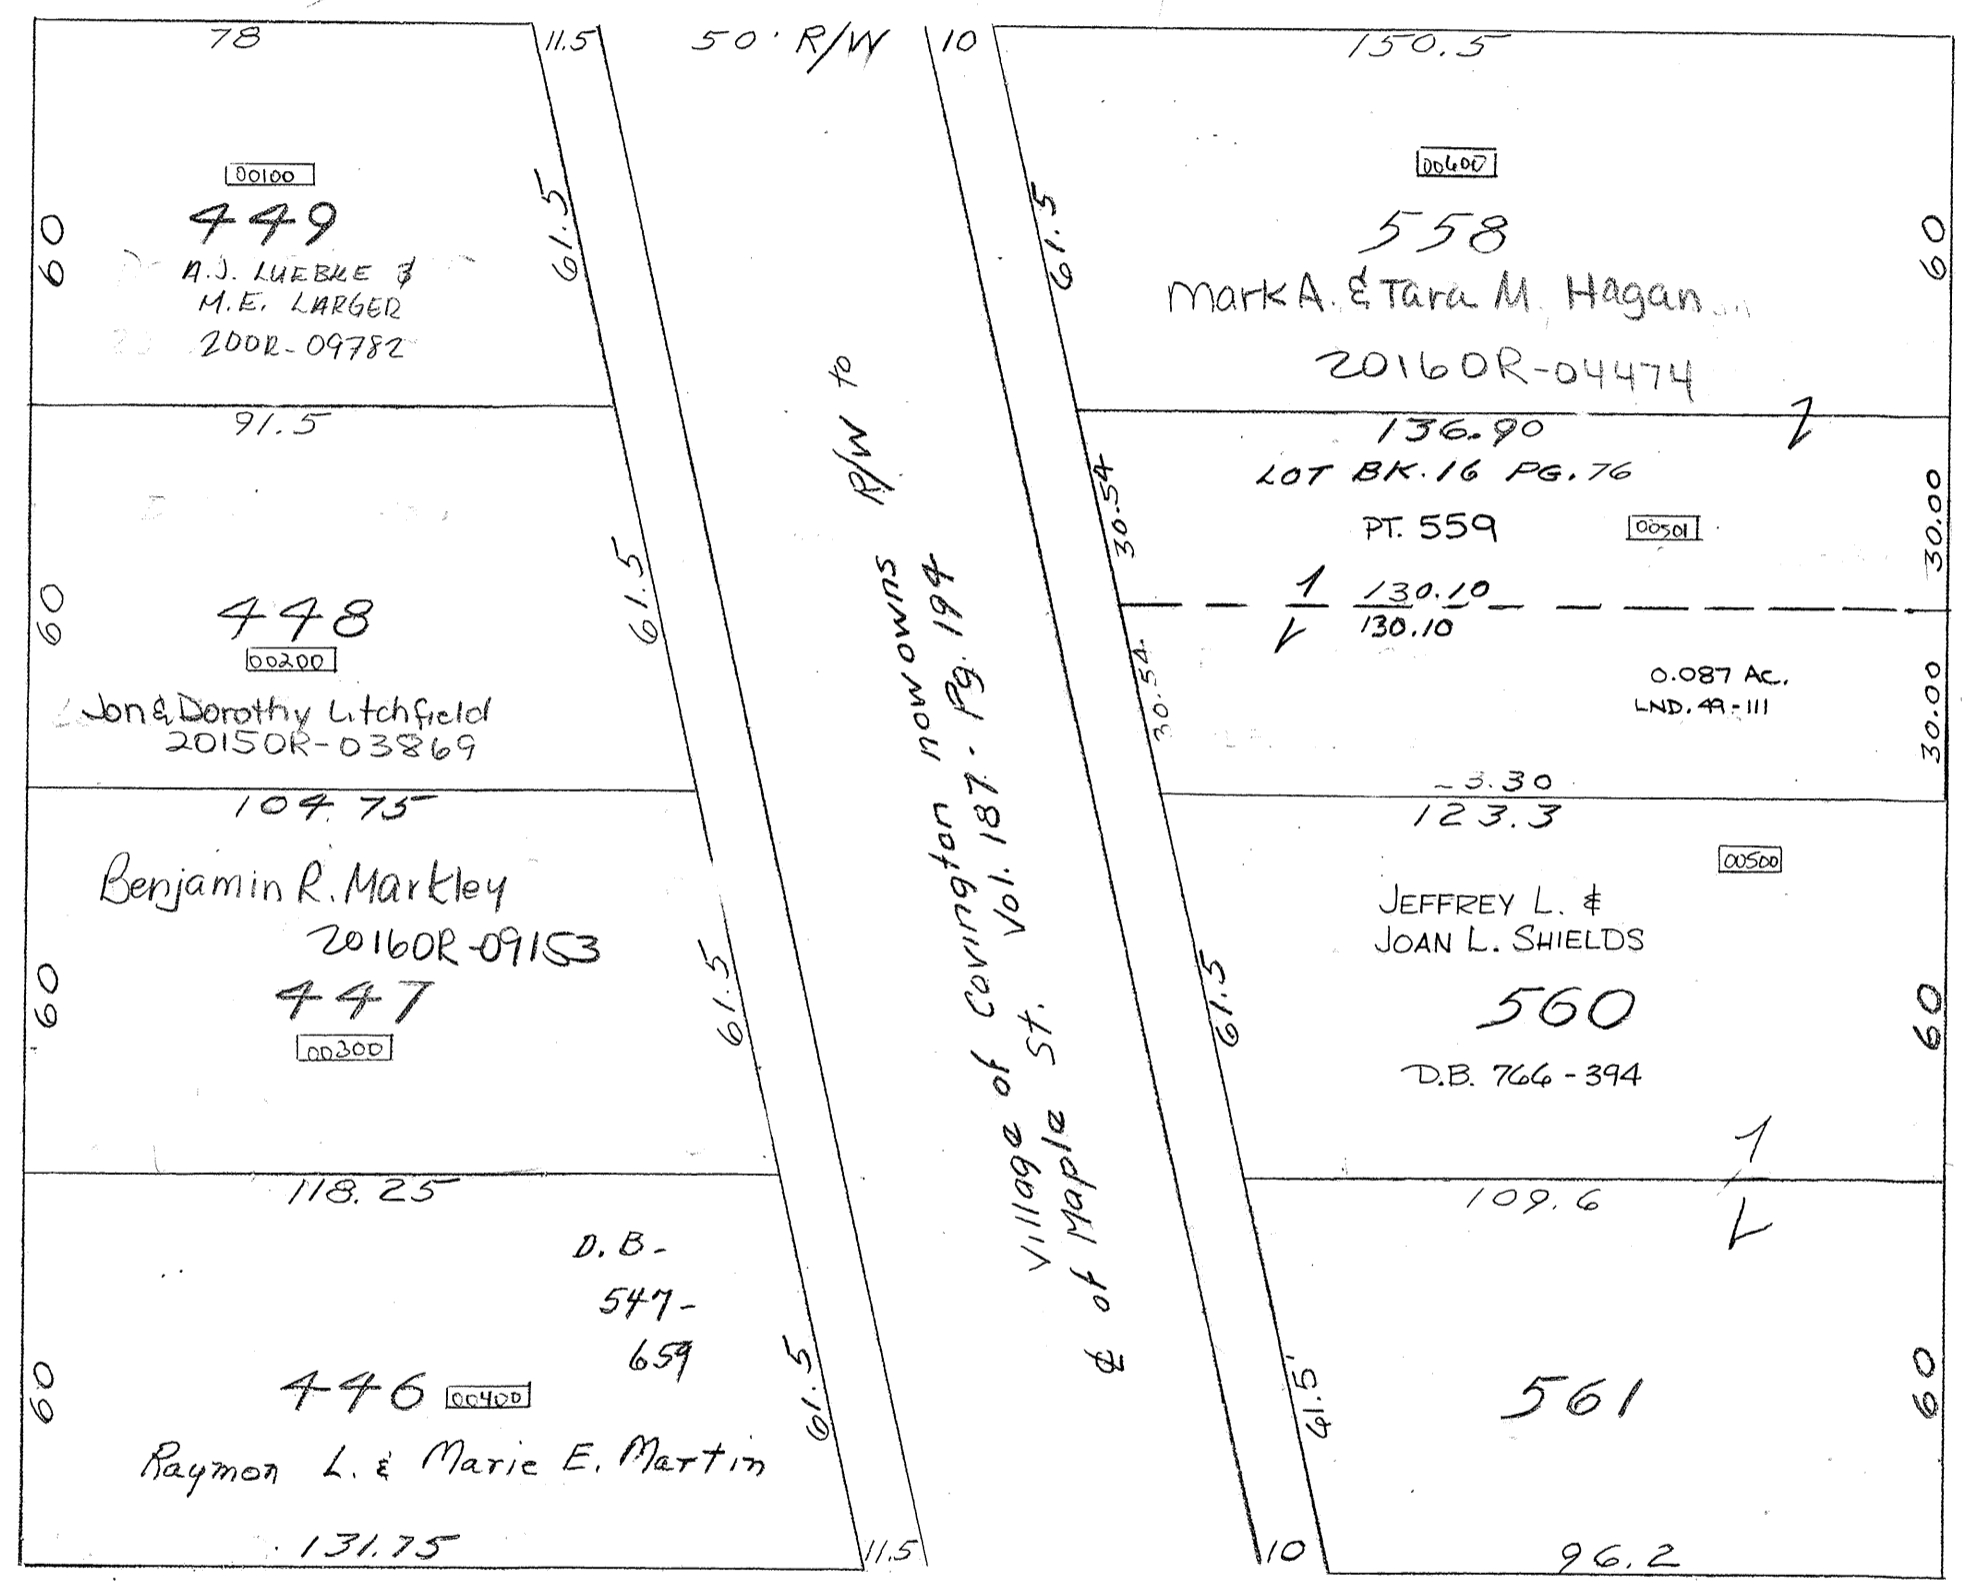 78
11.5
50' R/W
10
150.5
00100
449
60
61.5
A.J. LUEBKE &
M.E. LARGER
200R-09782
61.5
00600
558
60
Mark A. & Tara M. Hagan
20160R-04474
91.5
60
61.5
448
00200
Jon & Dorothy Litchfield
20150R-03869
R/W to
Village of Covington now owns
Vol. 187 - Pg. 194
℄ of Maple St.
136.90
LOT BK. 16 PG. 76
30.54
PT. 559
00501
30.00
130.10
130.10
30.54
0.087 AC.
LND. 49-111
30.00
3.30
104.75
Benjamin R. Markley
20160R-09153
60
447
61.5
00300
123.3
00500
JEFFREY L. &
JOAN L. SHIELDS
61.5
560
60
D.B. 766-394
118.25
D.B-
547-
659
60
446
00400
61.5
Raymon L. & Marie E. Martin
131.75
11.5
109.6
61.5'
561
60
10
96.2